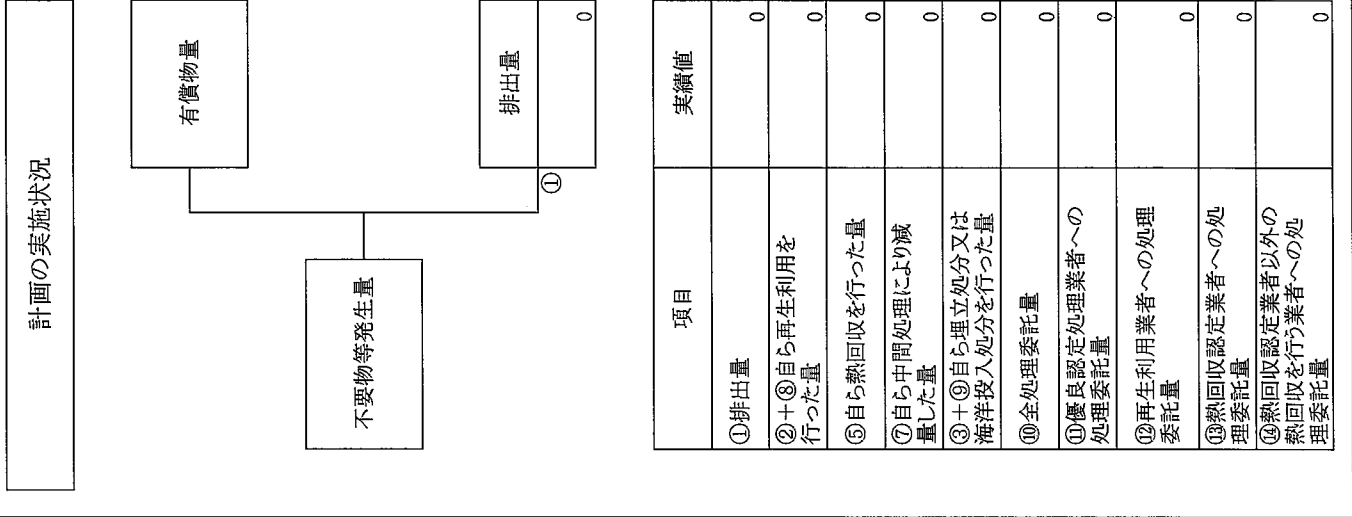 計画の実施状況
有償物量
不要物等発生量
排出量
①
0
項目
実績値
①排出量
0
②+⑧自ら再生利用を
行った量
0
⑤自ら熱回収を行った量
0
⑦自ら中間処理により減
量した量
0
③+⑨自ら埋立処分又は
海洋投入処分を行った量
0
⑩全処理委託量
0
⑪優良認定処理業者への
処理委託量
0
⑫再生利用業者への処理
委託量
0
⑬熱回収認定業者への処
理委託量
0
⑭熱回収認定業者以外の
熱回収を行う業者への処
理委託量
0